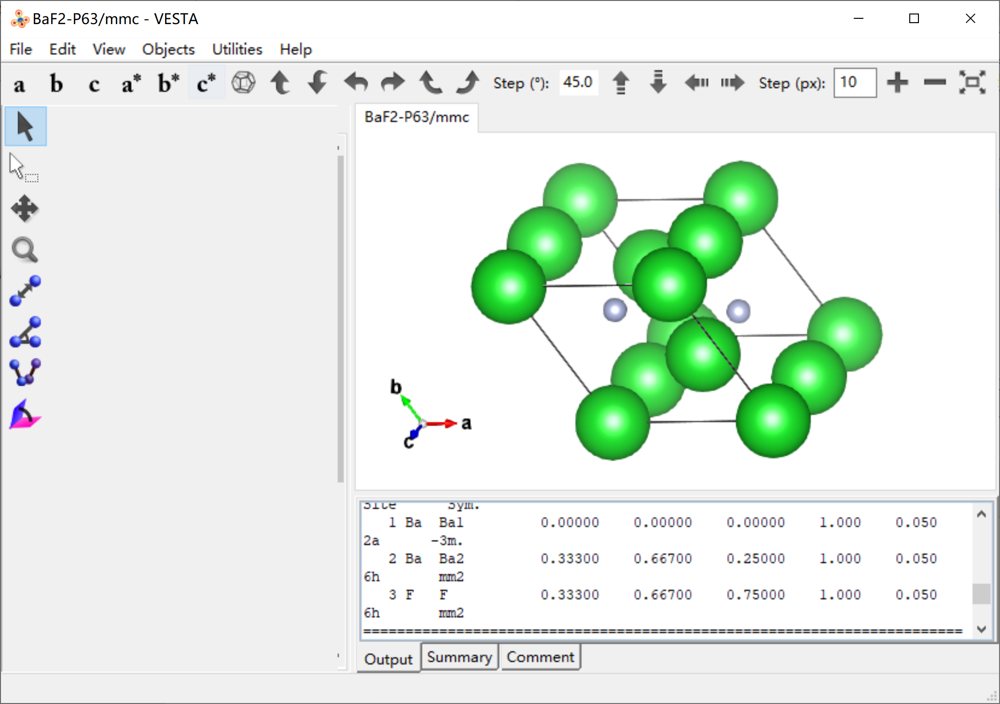 BaF2-P63/mmc - VESTA
File Edit View Objects Utilities Help
a b c a* b* c* Step (°): 45.0 Step (px): 10
BaF2-P63/mmc
b
a
c
Site Sym.
1 Ba Ba1 0.00000 0.00000 0.00000 1.000 0.050
2a -3m.
2 Ba Ba2 0.33300 0.66700 0.25000 1.000 0.050
6h mm2
3 F F 0.33300 0.66700 0.75000 1.000 0.050
6h mm2
=======================================================================
Output Summary Comment